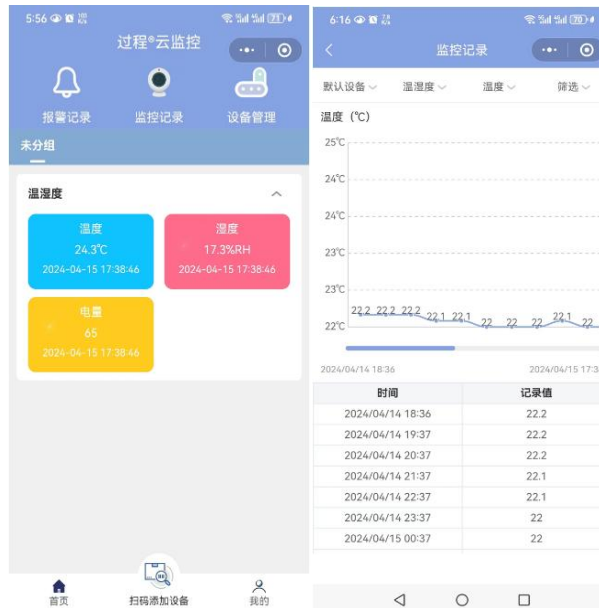 5:56
过程®云监控
报警记录 监控记录 设备管理
未分组
温湿度
温度
24.3℃
2024-04-15 17:38:46
湿度
17.3%RH
2024-04-15 17:38:46
电量
65
2024-04-15 17:38:46
首页 扫码添加设备 我的
6:16
监控记录
默认设备 温湿度 温度 筛选
温度（℃）
25℃
24℃
24℃
23℃
23℃
22℃
22.2 22.2 22.2 22.1 22.1 22 22 22 22.1 22
2024/04/14 18:36 2024/04/15 17:3
时间 记录值
2024/04/14 18:36 22.2
2024/04/14 19:37 22.2
2024/04/14 20:37 22.2
2024/04/14 21:37 22.1
2024/04/14 22:37 22.1
2024/04/14 23:37 22
2024/04/15 00:37 22